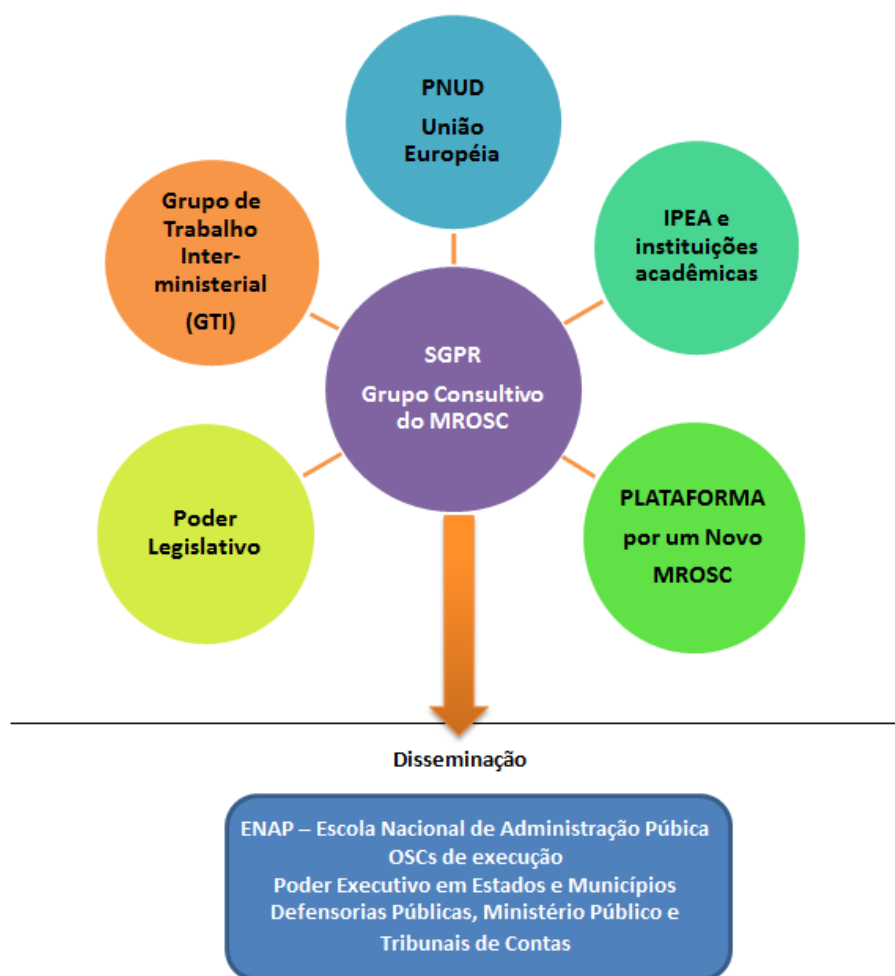 PNUD
União
Européia
Grupo de
Trabalho
Inter-
ministerial
(GTI)
IPEA e
instituições
acadêmicas
SGPR
Grupo Consultivo
do MROSC
Poder
Legislativo
PLATAFORMA
por um Novo
MROSC
Disseminação
ENAP – Escola Nacional de Administração Púbica
OSCs de execução
Poder Executivo em Estados e Municípios
Defensorias Públicas, Ministério Público e
Tribunais de Contas